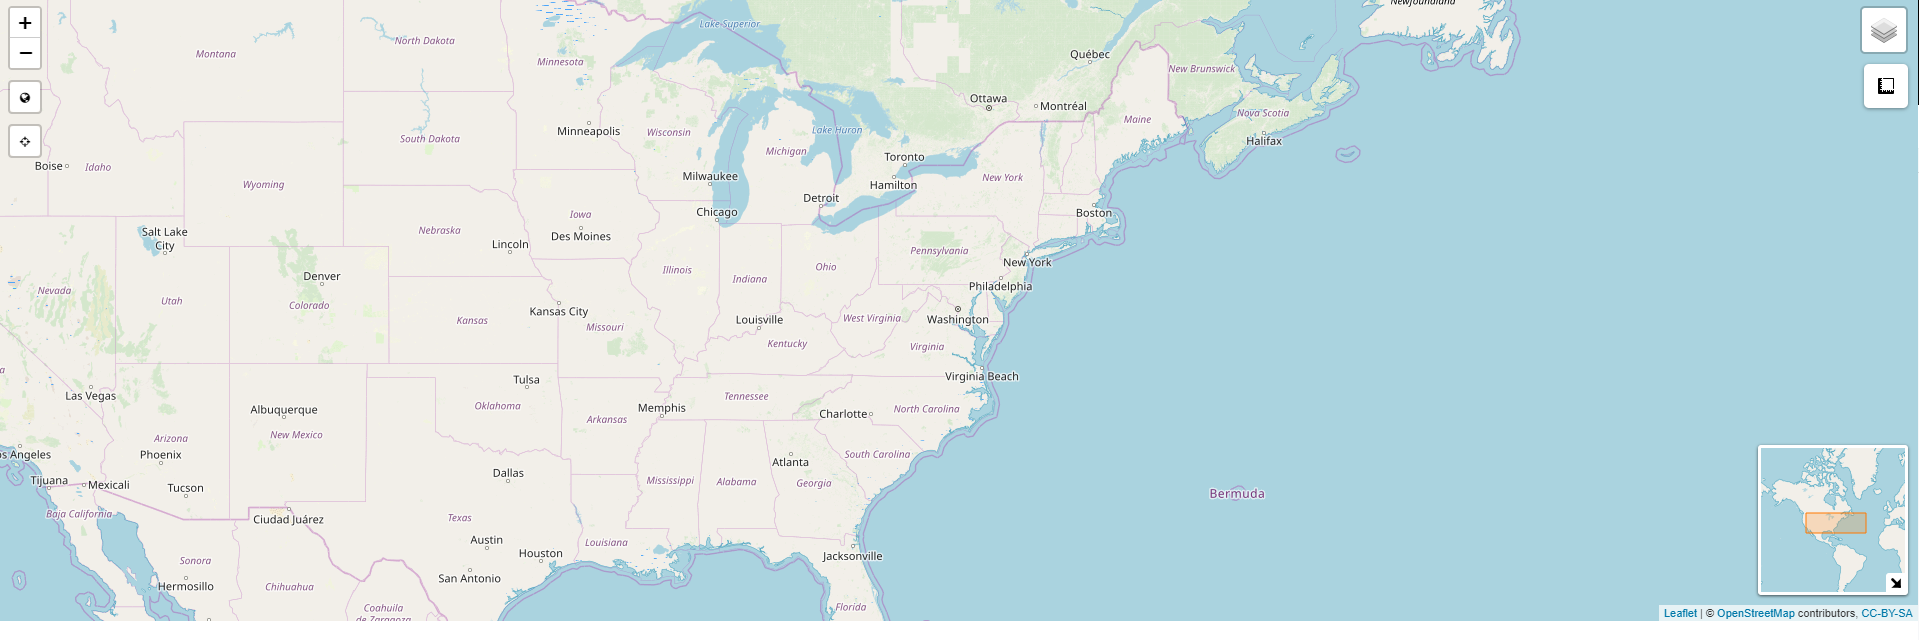 +
−
Newfoundland
Lake Superior
Montana
North Dakota
Minnesota
Québec
New Brunswick
Ottawa
Montréal
Maine
Nova Scotia
Halifax
Minneapolis
Wisconsin
South Dakota
Lake Huron
Michigan
Toronto
Boise
Idaho
Wyoming
Milwaukee
Hamilton
New York
Detroit
Chicago
Boston
Iowa
Des Moines
Nebraska
Lincoln
Salt Lake
City
Pennsylvania
New York
Illinois
Indiana
Ohio
Denver
Philadelphia
Nevada
Utah
Colorado
Kansas
Kansas City
Missouri
Louisville
West Virginia
Washington
Kentucky
Virginia
Virginia Beach
a
Las Vegas
Tulsa
Oklahoma
Arkansas
Memphis
Tennessee
Charlotte
North Carolina
Albuquerque
New Mexico
Arizona
os Angeles
Phoenix
Tucson
Tijuana
Mexicali
Baja California
Dallas
Mississippi
Alabama
Atlanta
Georgia
South Carolina
Bermuda
Ciudad Juárez
Texas
Austin
Houston
Louisiana
San Antonio
Jacksonville
Sonora
Hermosillo
Chihuahua
Coahuila
de Zaragoza
Florida
Leaflet | © OpenStreetMap contributors, CC-BY-SA